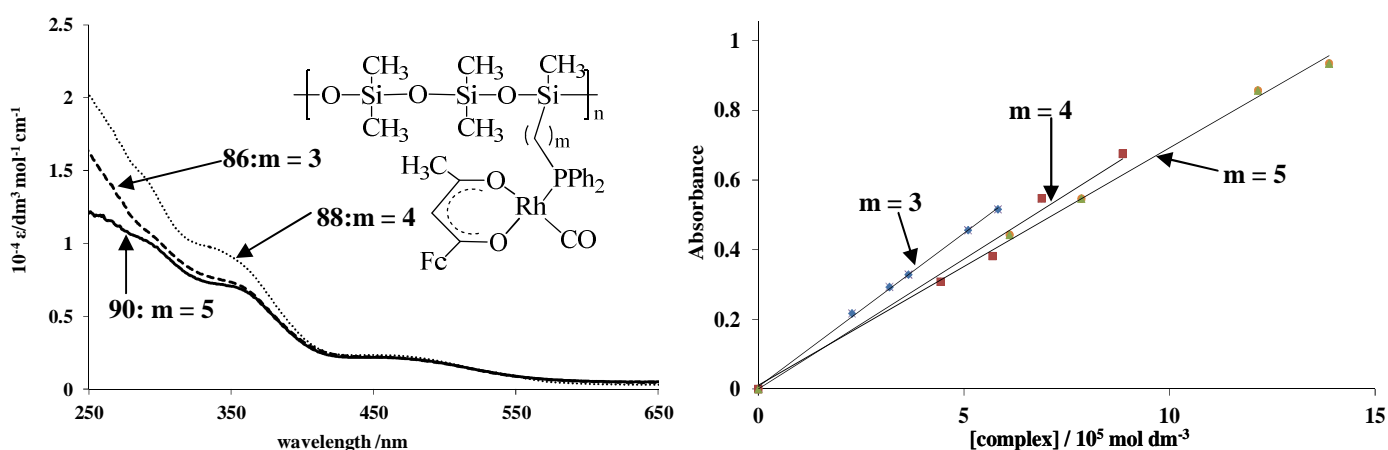 2.5
2
1.5
1
0.5
0
250
350
450
550
650
wavelength /nm
10⁻⁴ ε/dm³ mol⁻¹ cm⁻¹
86:m = 3
88:m = 4
90: m = 5
CH₃ CH₃ CH₃
O Si O Si O Si
n
CH₃ CH₃
m
H₃C
O PPh₂
Rh
O CO
Fc
1
0.8
0.6
0.4
0.2
0
0
5
10
15
Absorbance
[complex] / 10⁵ mol dm⁻³
m = 3
m = 4
m = 5